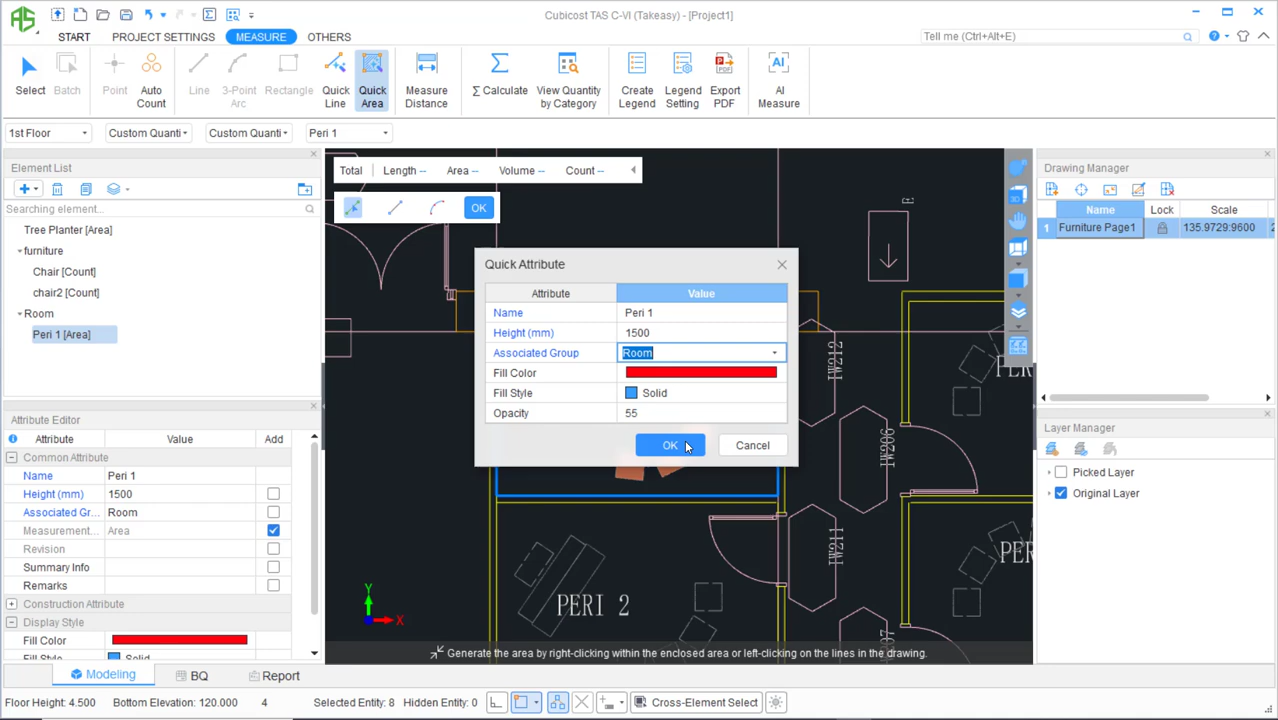 Cubicost TAS C-VI (Takeasy) - [Project1]
START
PROJECT SETTINGS
MEASURE
OTHERS
Tell me (Ctrl+Alt+E)
Select
Batch
Point
Auto
Count
Line
3-Point
Arc
Rectangle
Quick
Line
Quick
Area
Measure
Distance
Σ Calculate
View Quantity
by Category
Create
Legend
Legend
Setting
Export
PDF
AI
Measure
1st Floor
Custom Quanti
Custom Quanti
Peri 1
Element List
Searching element...
Tree Planter [Area]
furniture
Chair [Count]
chair2 [Count]
Room
Peri 1 [Area]
Total Length -- Area -- Volume -- Count --
OK
Quick Attribute
Attribute Value
Name Peri 1
Height (mm) 1500
Associated Group Room
Fill Color
Fill Style Solid
Opacity 55
OK Cancel
IW212
IW206
IW211
IW207
PERI 2
Drawing Manager
Name Lock Scale
1 Furniture Page1 135.9729:9600
Layer Manager
Picked Layer
Original Layer
Attribute Editor
Attribute Value Add
Common Attribute
Name Peri 1
Height (mm) 1500
Associated Gr... Room
Measurement... Area
Revision
Summary Info
Remarks
Construction Attribute
Display Style
Fill Color
Fill Style Solid
X
Y
Generate the area by right-clicking within the enclosed area or left-clicking on the lines in the drawing.
Modeling BQ Report
Floor Height: 4.500 Bottom Elevation: 120.000 4 Selected Entity: 8 Hidden Entity: 0 Cross-Element Select